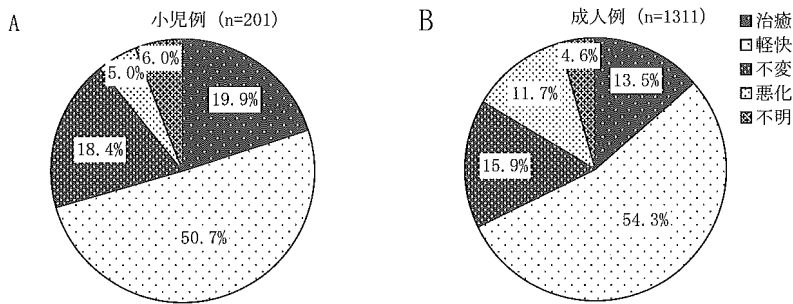 A
小児例 (n=201)
6.0%
5.0%
19.9%
18.4%
50.7%
B
成人例 (n=1311)
4.6%
13.5%
11.7%
15.9%
54.3%
治癒
軽快
不変
悪化
不明